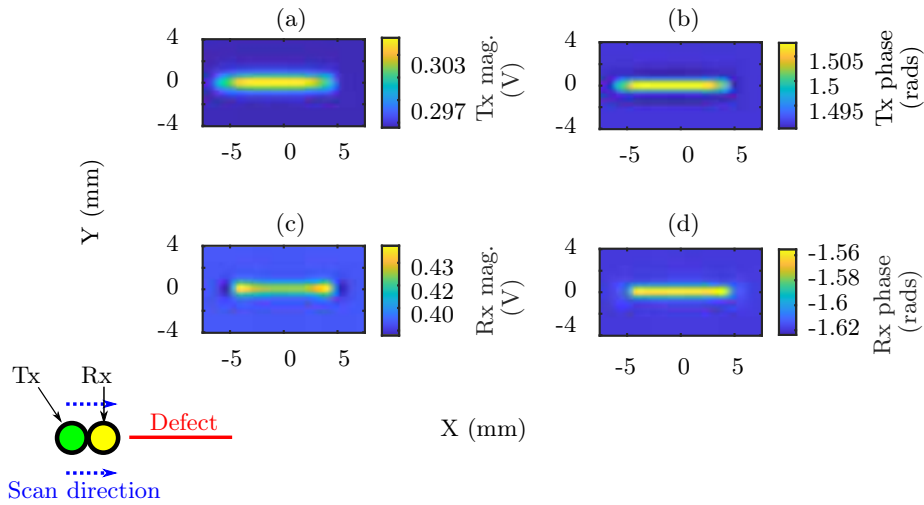 (a)
4
0
-4
-5
0
5
0.303
0.297
Tx mag.
(V)
(b)
4
0
-4
-5
0
5
1.505
1.5
1.495
Tx phase
(rads)
Y (mm)
(c)
4
0
-4
-5
0
5
0.43
0.42
0.40
Rx mag.
(V)
(d)
4
0
-4
-5
0
5
-1.56
-1.58
-1.6
-1.62
Rx phase
(rads)
X (mm)
Tx
Rx
Defect
Scan direction